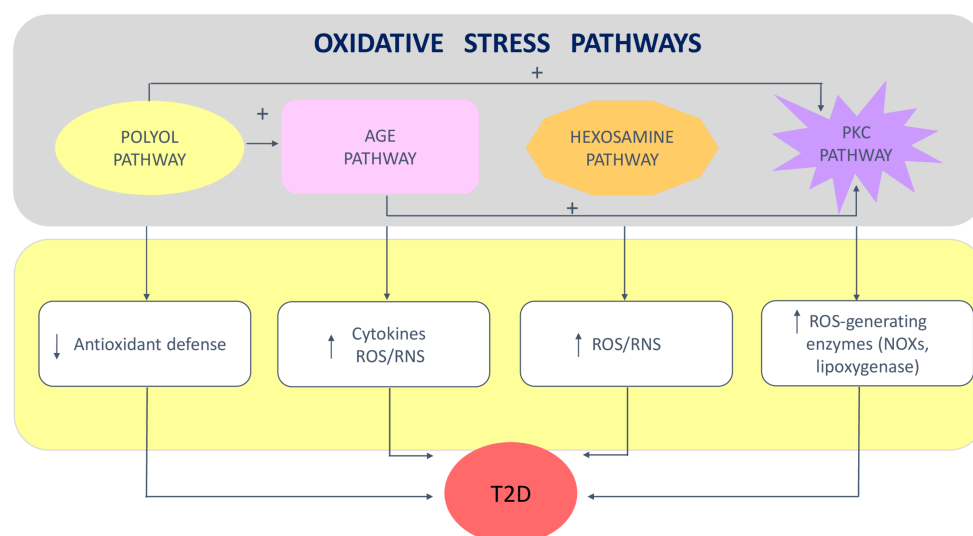 OXIDATIVE STRESS PATHWAYS
+
+
POLYOL
PATHWAY
AGE
PATHWAY
HEXOSAMINE
PATHWAY
PKC
PATHWAY
+
↓ Antioxidant defense
↑ Cytokines
ROS/RNS
↑ ROS/RNS
↑ ROS-generating
enzymes (NOXs,
lipoxygenase)
T2D